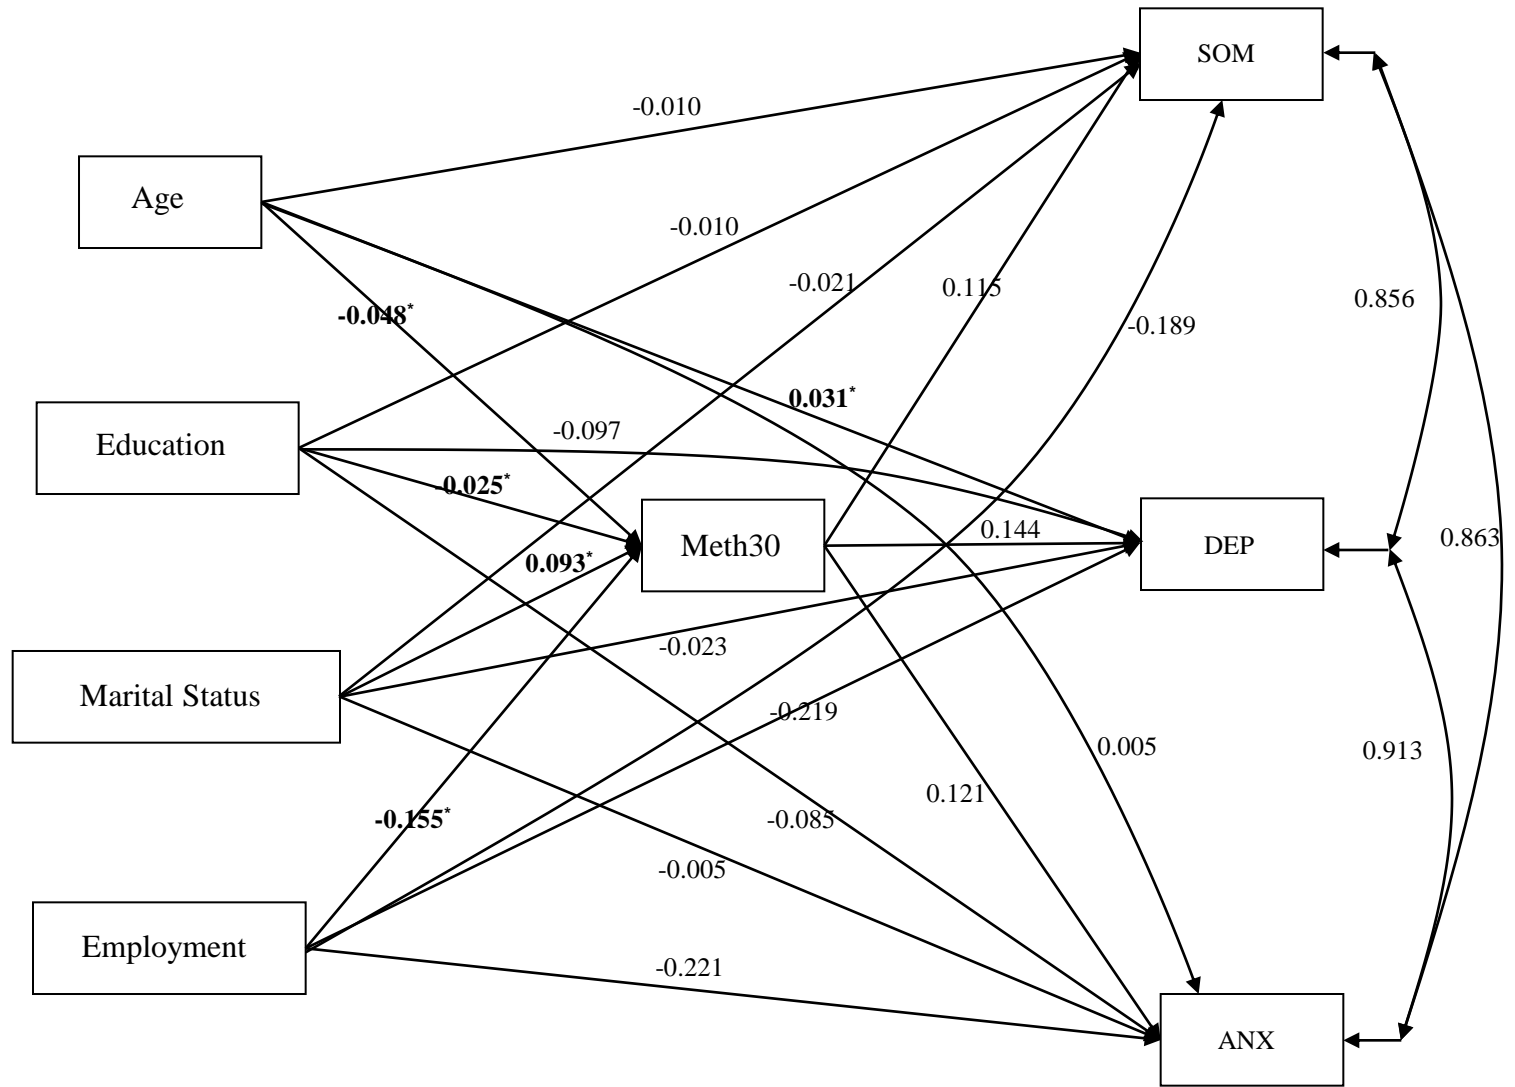 SOM
-0.010
Age
-0.010
-0.021
0.115
0.856
-0.048*
-0.189
0.031*
-0.097
Education
-0.025*
0.144
0.863
Meth30
DEP
0.093*
-0.023
Marital Status
-0.219
0.005
0.913
0.121
-0.155*
-0.085
-0.005
Employment
-0.221
ANX